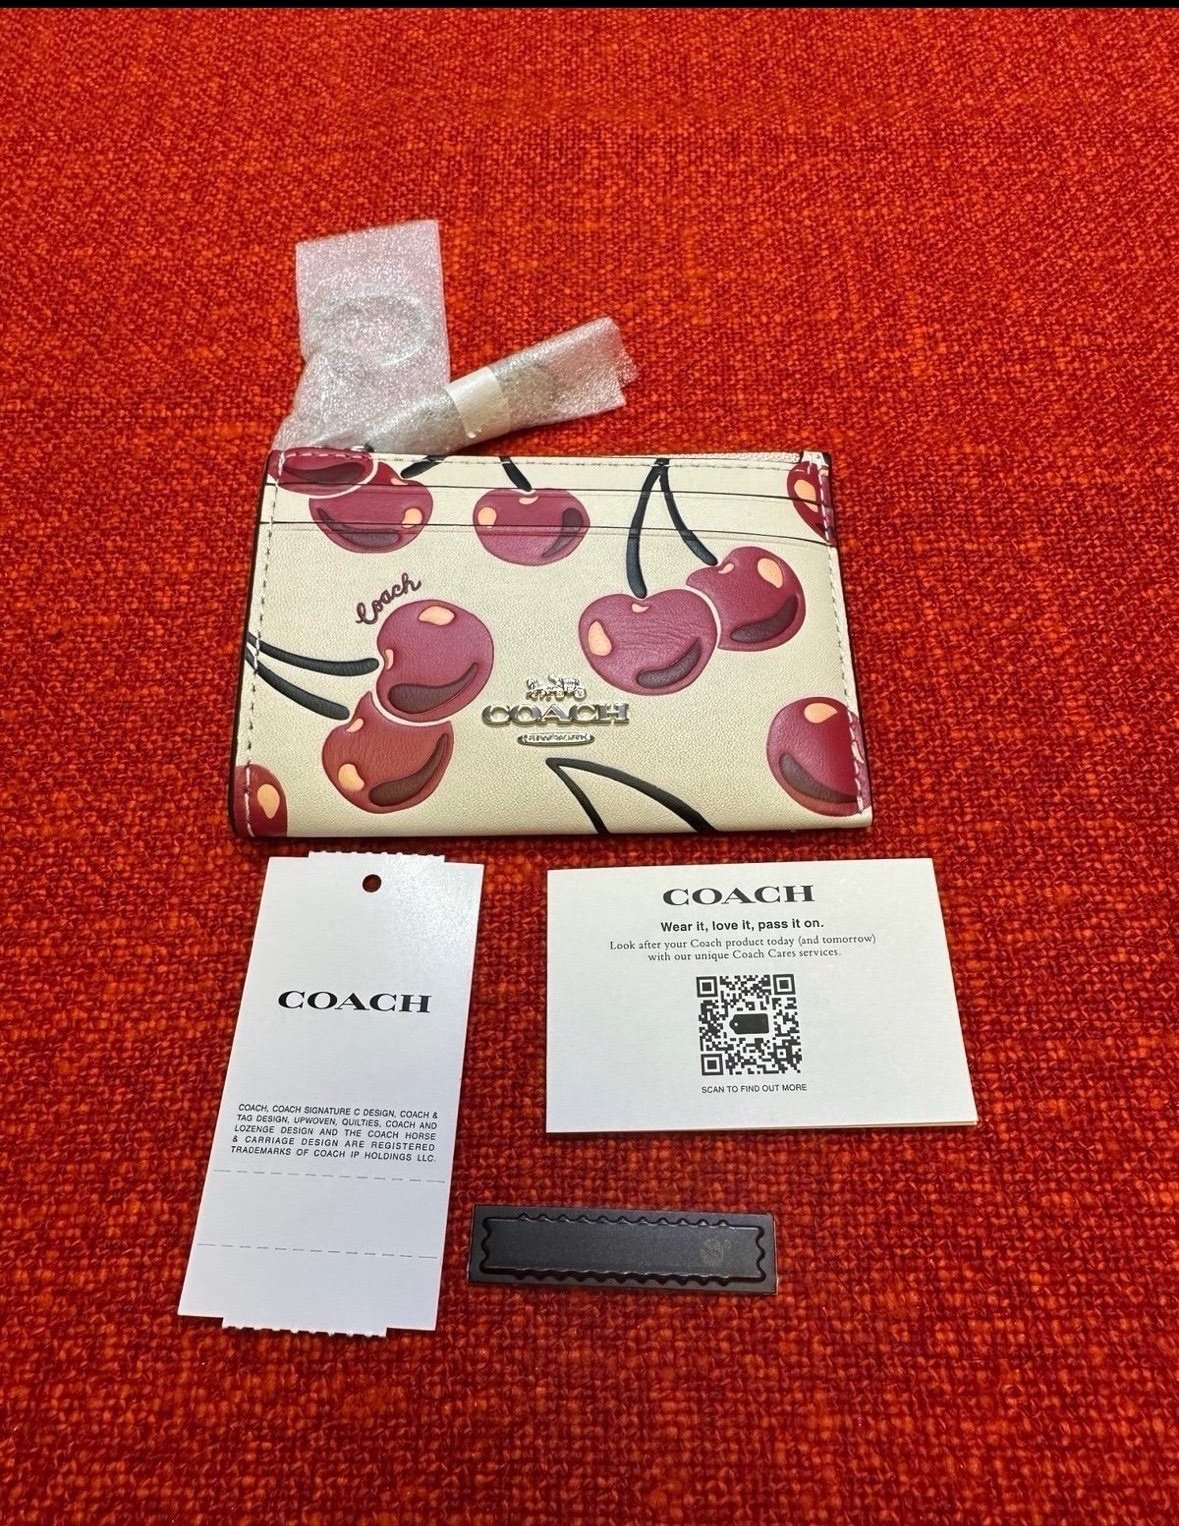 Coach
COACH
COACH
COACH, COACH SIGNATURE C DESIGN, COACH &
TAG DESIGN, UPWOVEN, QUILTIES, COACH AND
LOZENGE DESIGN AND THE COACH HORSE
& CARRIAGE DESIGN ARE REGISTERED
TRADEMARKS OF COACH IP HOLDINGS LLC.
COACH
Wear it, love it, pass it on.
Look after your Coach product today (and tomorrow)
with our unique Coach Cares services.
SCAN TO FIND OUT MORE